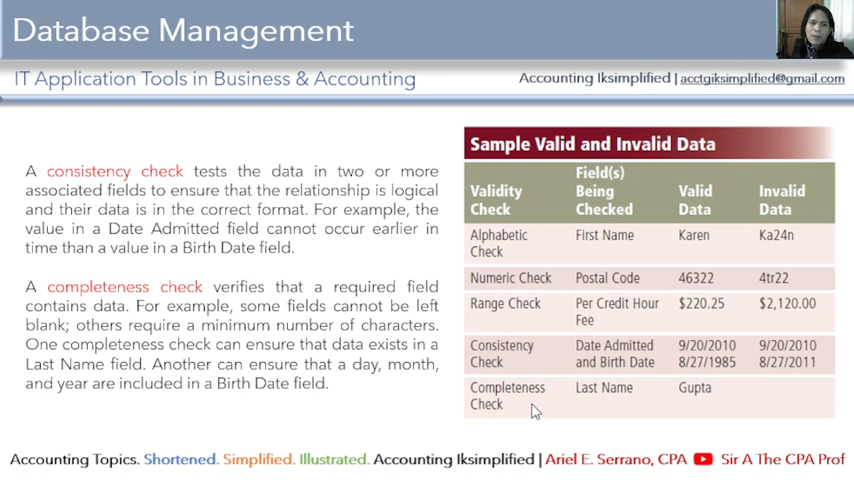 Database Management
IT Application Tools in Business & Accounting
Accounting Iksimplified | acctgiksimplified@gmail.com
A consistency check tests the data in two or more
associated fields to ensure that the relationship is logical
and their data is in the correct format. For example, the
value in a Date Admitted field cannot occur earlier in
time than a value in a Birth Date field.
A completeness check verifies that a required field
contains data. For example, some fields cannot be left
blank; others require a minimum number of characters.
One completeness check can ensure that data exists in a
Last Name field. Another can ensure that a day, month,
and year are included in a Birth Date field.
Sample Valid and Invalid Data
Validity Check Field(s) Being Checked Valid Data Invalid Data
Alphabetic Check First Name Karen Ka24n
Numeric Check Postal Code 46322 4tr22
Range Check Per Credit Hour Fee $220.25 $2,120.00
Consistency Check Date Admitted and Birth Date 9/20/2010 8/27/1985 9/20/2010 8/27/2011
Completeness Check Last Name Gupta
Accounting Topics. Shortened. Simplified. Illustrated. Accounting Iksimplified | Ariel E. Serrano, CPA Sir A The CPA Prof